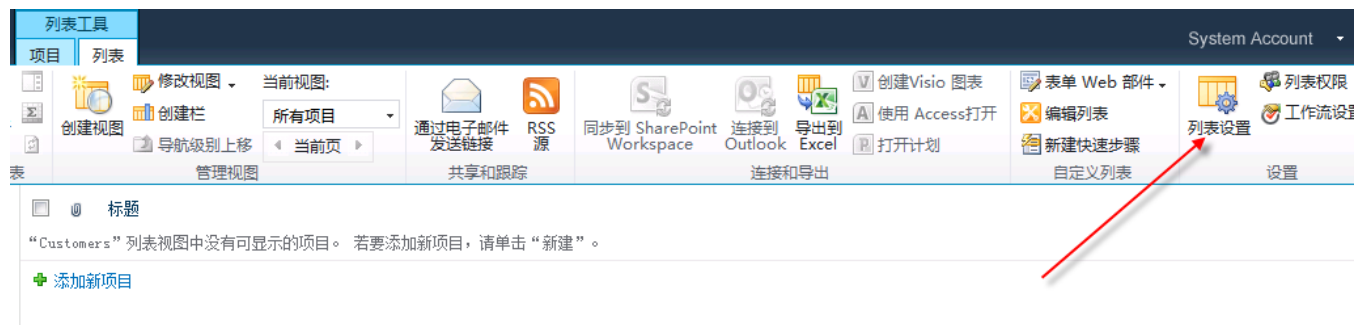 列表工具
System Account
项目 列表
修改视图 当前视图: 创建Visio 图表 表单 Web 部件 列表权限
创建视图 创建栏 所有项目 通过电子邮件发送链接 RSS 源 同步到 SharePoint Workspace 连接到 Outlook 导出到 Excel 使用 Access打开 编辑列表 列表设置 工作流设置
导航级别上移 当前页 打开计划 新建快速步骤
表 管理视图 共享和跟踪 连接和导出 自定义列表 设置
标题
“Customers”列表视图中没有可显示的项目。 若要添加新项目，请单击“新建”。
添加新项目